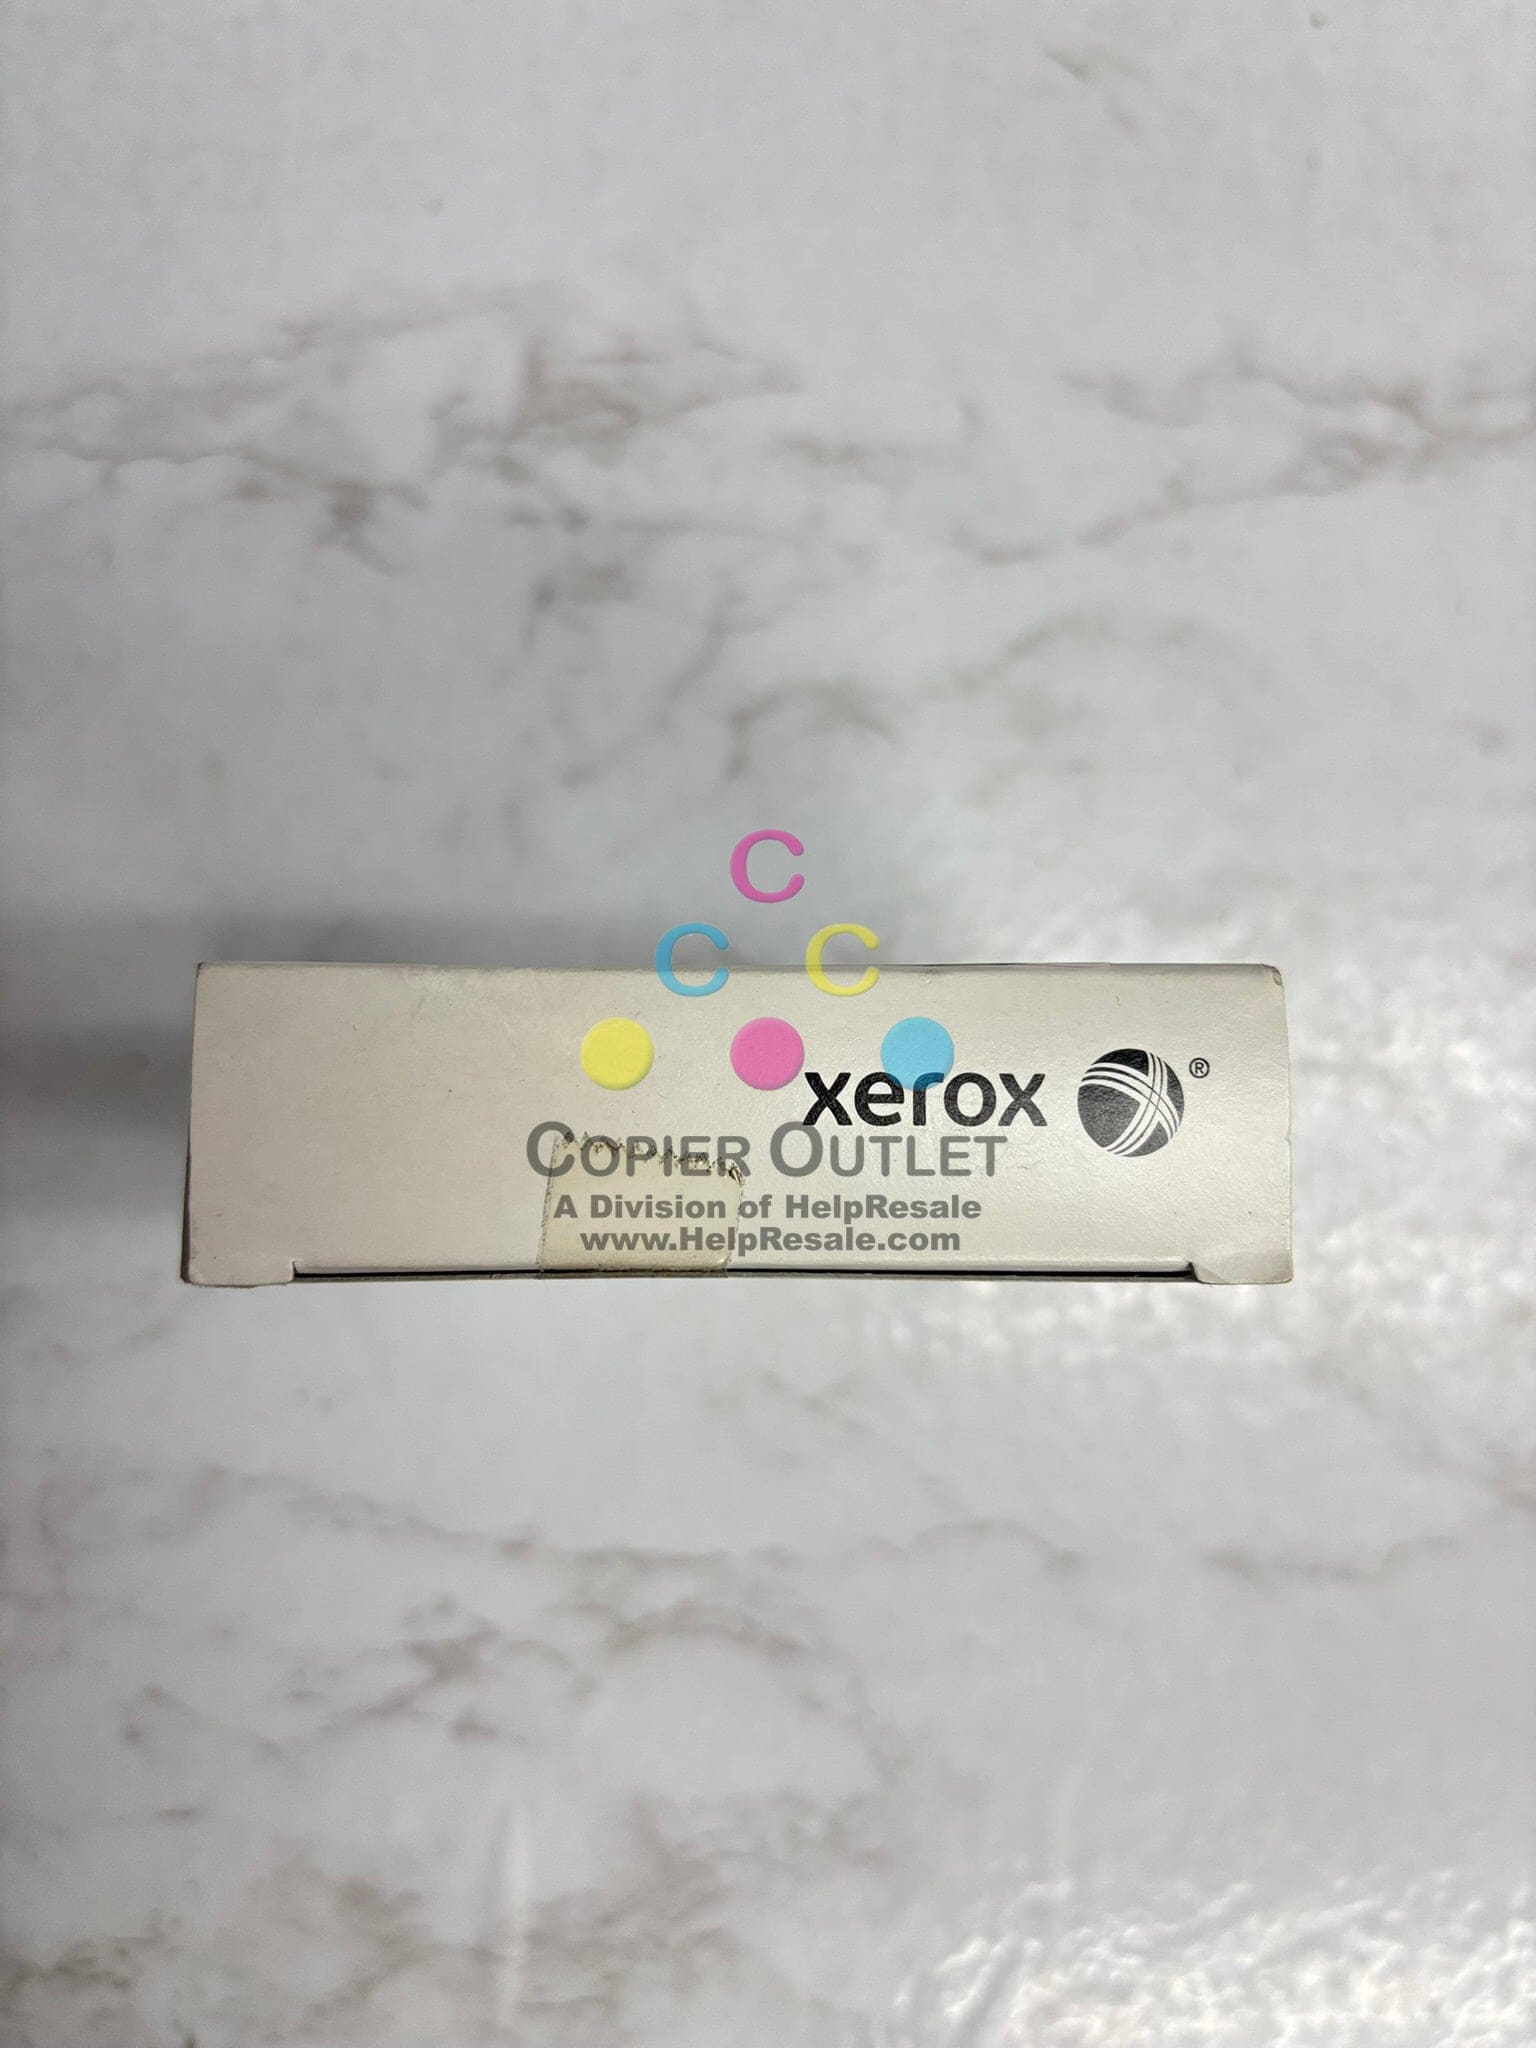 C
C C
xerox ®
COPIER OUTLET
A Division of HelpResale
www.HelpResale.com